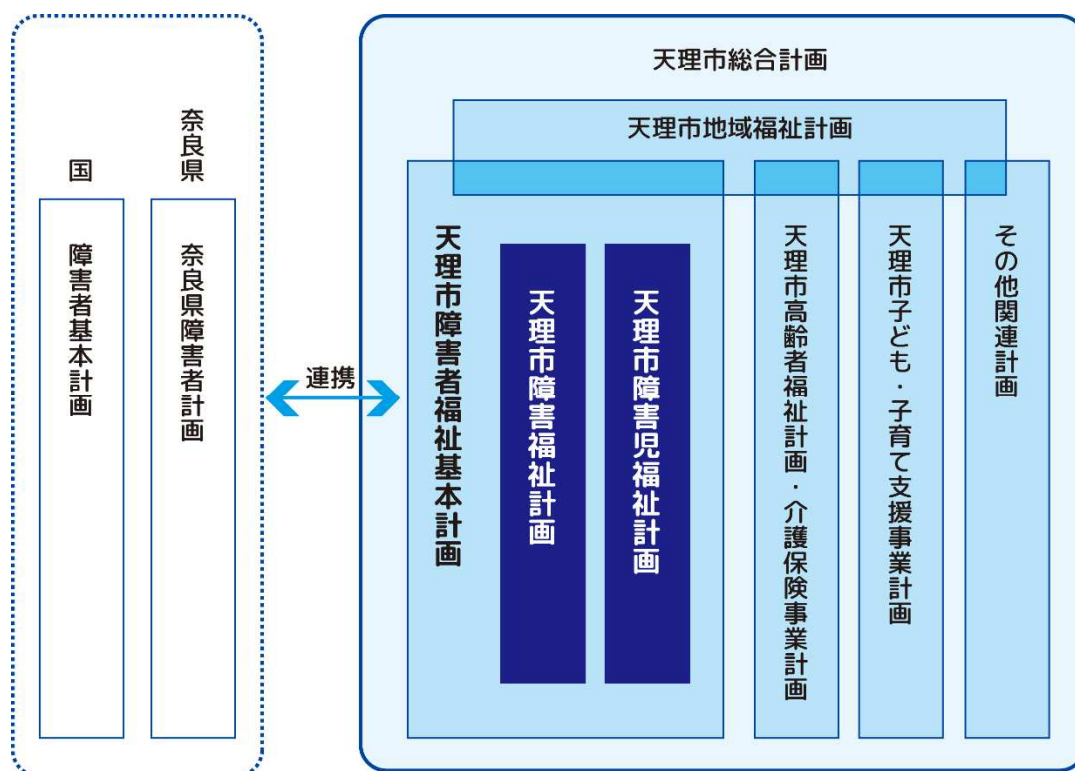 国
障害者基本計画
奈良県
奈良県障害者計画
連携
天理市総合計画
天理市地域福祉計画
天理市障害者福祉基本計画
天理市障害福祉計画
天理市障害児福祉計画
天理市高齢者福祉計画・介護保険事業計画
天理市子ども・子育て支援事業計画
その他関連計画